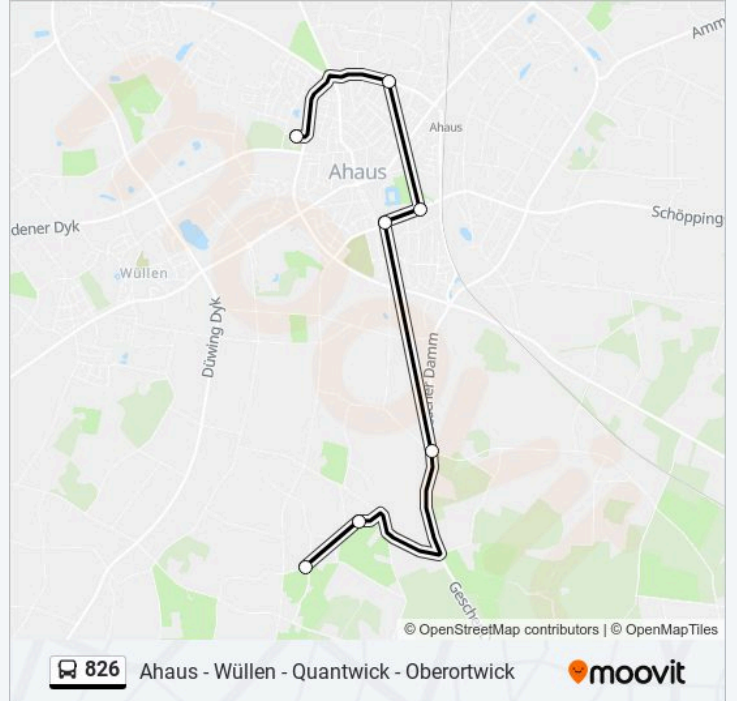 Amm
Ahaus
Ahaus
Schöpping
dener Dyk
Wüllen
Düwing Dyk
cher Damm
Gesch
© OpenStreetMap contributors | © OpenMapTiles
826 Ahaus - Wüllen - Quantwick - Oberortwick moovit